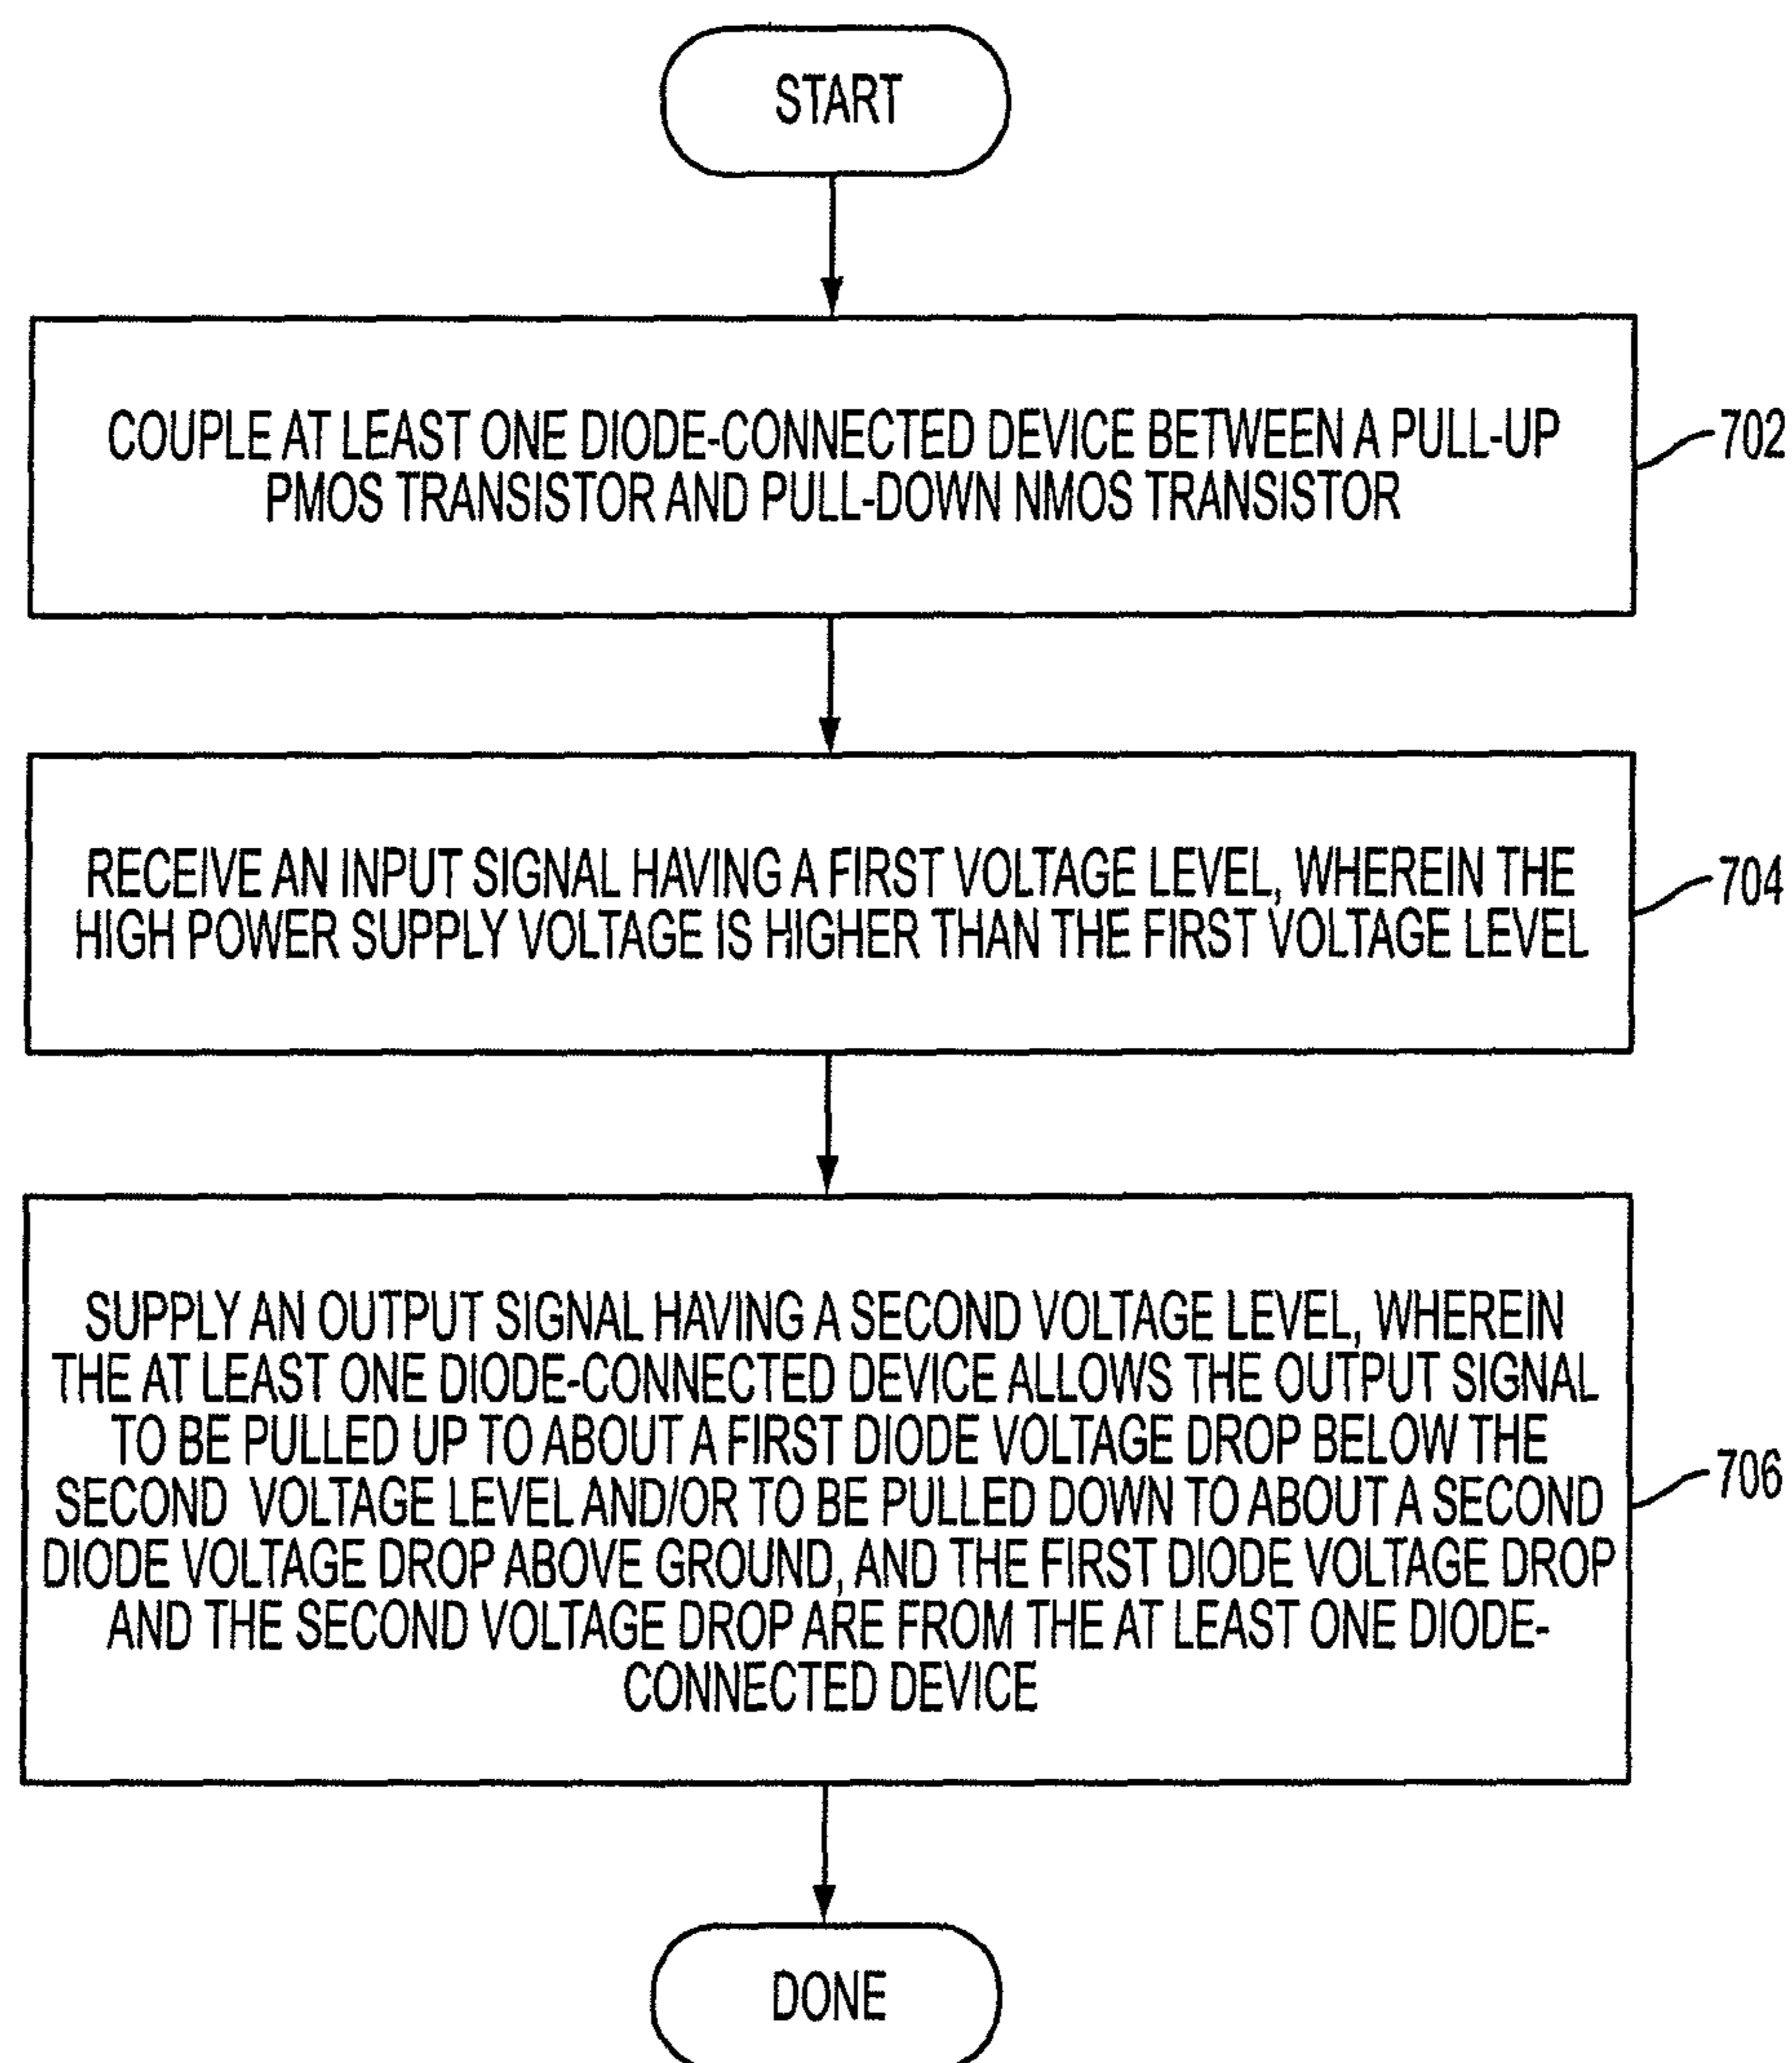 START
COUPLE AT LEAST ONE DIODE-CONNECTED DEVICE BETWEEN A PULL-UP
PMOS TRANSISTOR AND PULL-DOWN NMOS TRANSISTOR
702
RECEIVE AN INPUT SIGNAL HAVING A FIRST VOLTAGE LEVEL, WHEREIN THE
HIGH POWER SUPPLY VOLTAGE IS HIGHER THAN THE FIRST VOLTAGE LEVEL
704
SUPPLY AN OUTPUT SIGNAL HAVING A SECOND VOLTAGE LEVEL, WHEREIN
THE AT LEAST ONE DIODE-CONNECTED DEVICE ALLOWS THE OUTPUT SIGNAL
TO BE PULLED UP TO ABOUT A FIRST DIODE VOLTAGE DROP BELOW THE
SECOND VOLTAGE LEVEL AND/OR TO BE PULLED DOWN TO ABOUT A SECOND
DIODE VOLTAGE DROP ABOVE GROUND, AND THE FIRST DIODE VOLTAGE DROP
AND THE SECOND VOLTAGE DROP ARE FROM THE AT LEAST ONE DIODE-
CONNECTED DEVICE
706
DONE